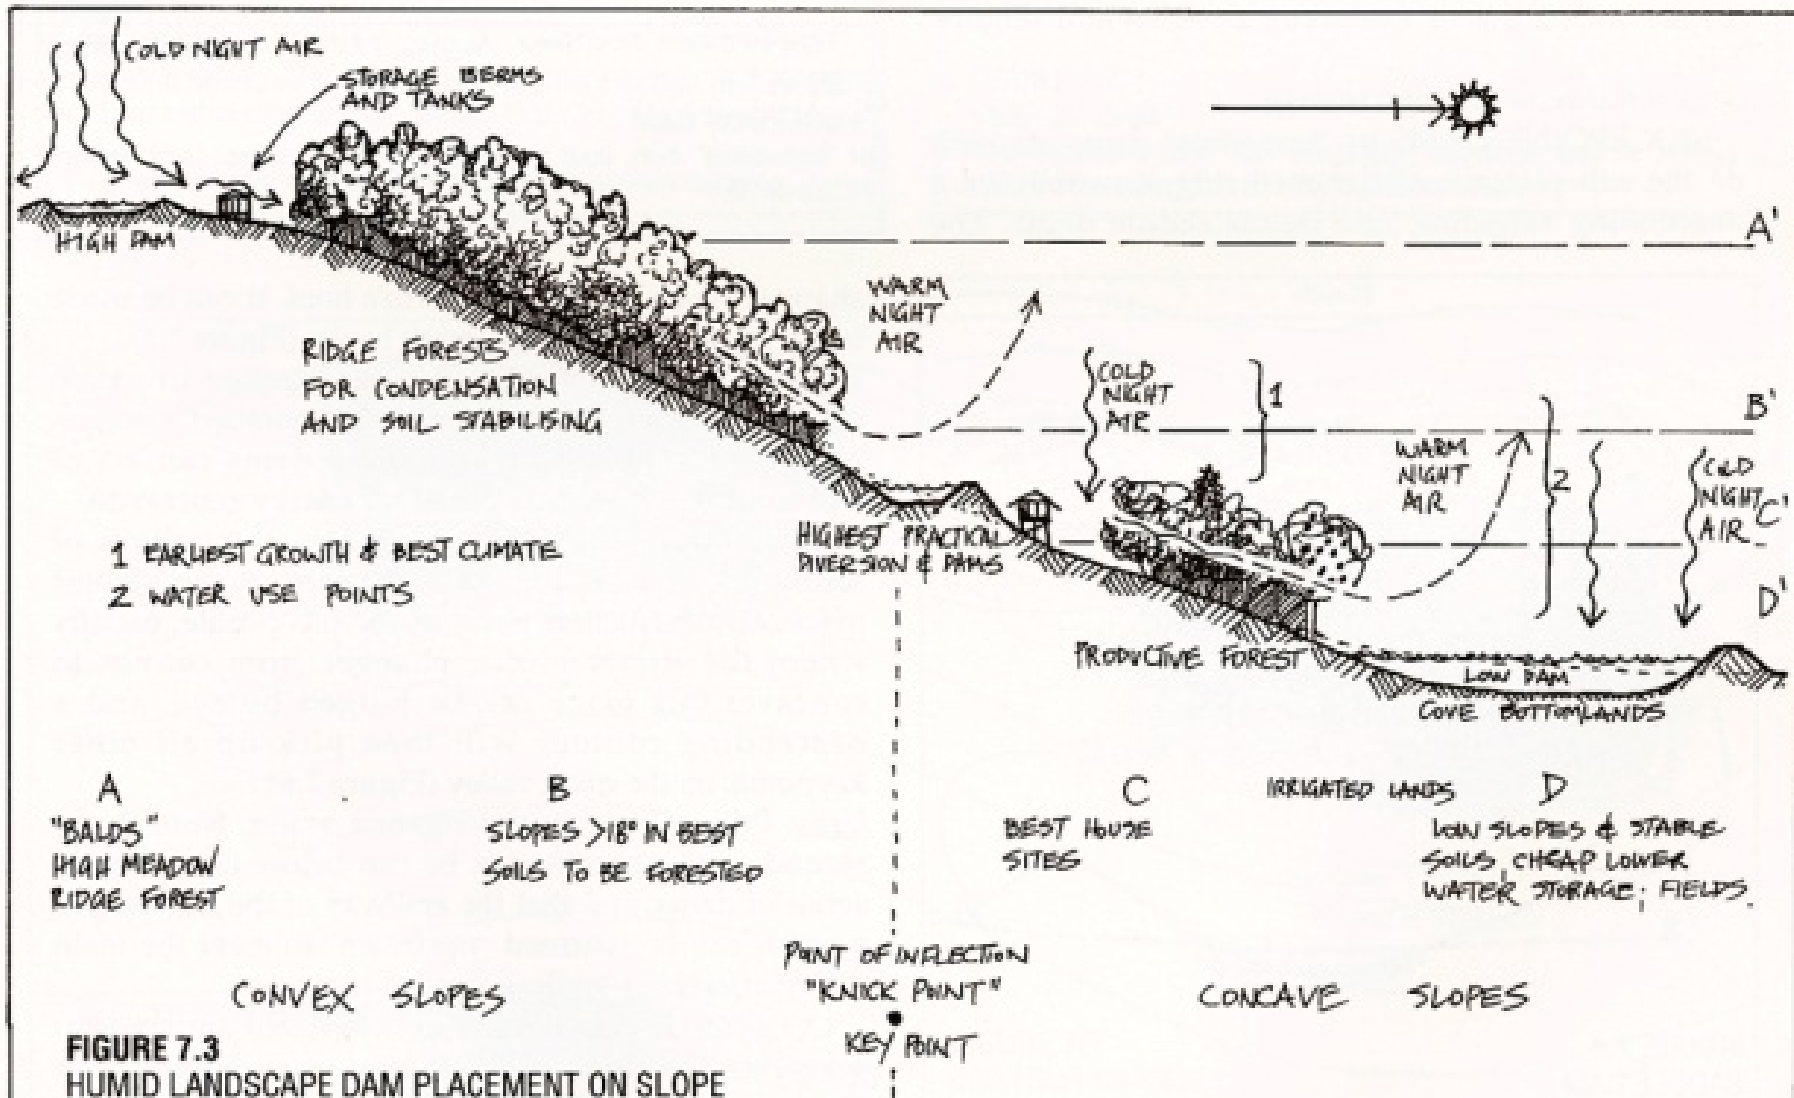 COLD NIGHT AIR
STORAGE BERMS
AND TANKS
HIGH DAM
A'
WARM
NIGHT
AIR
RIDGE FORESTS
FOR CONDENSATION
AND SOIL STABILISING
COLD
NIGHT
AIR
1
B'
WARM
NIGHT
AIR
2
COLD
NIGHT
AIR
C'
1 EARLIEST GROWTH & BEST CLIMATE
2 WATER USE POINTS
HIGHEST PRACTICAL
DIVERSION & DAMS
D'
PRODUCTIVE FOREST
LOW DAM
COVE BOTTOMLANDS
A
"BALDS"
HIGH MEADOW
RIDGE FOREST
B
SLOPES >18° IN BEST
SOILS TO BE FORESTED
C
BEST HOUSE
SITES
IRRIGATED LANDS
D
LOW SLOPES & STABLE
SOILS, CHEAP LOWER
WATER STORAGE; FIELDS.
CONVEX SLOPES
POINT OF INFLECTION
"KNICK POINT"
KEY POINT
CONCAVE SLOPES
FIGURE 7.3
HUMID LANDSCAPE DAM PLACEMENT ON SLOPE